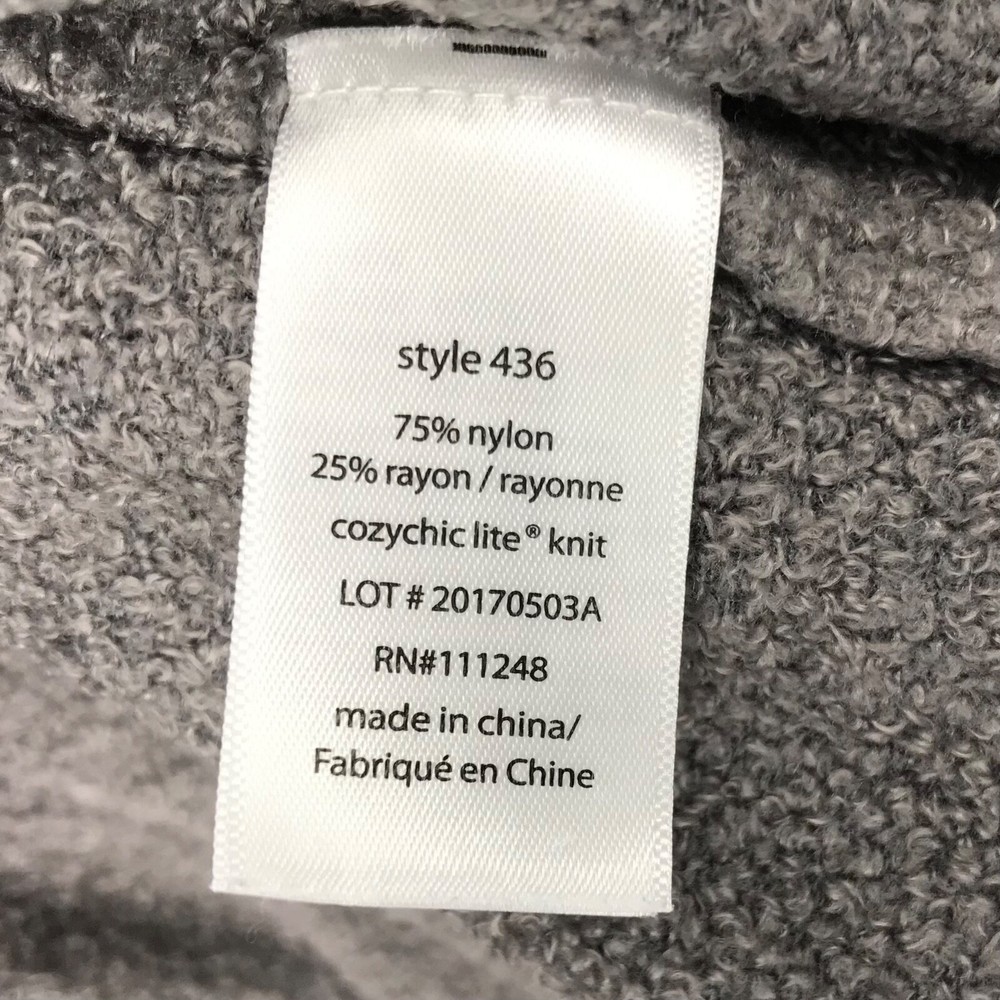 style 436
75% nylon
25% rayon / rayonne
cozychic lite® knit
LOT # 20170503A
RN#111248
made in china/
Fabriqué en Chine